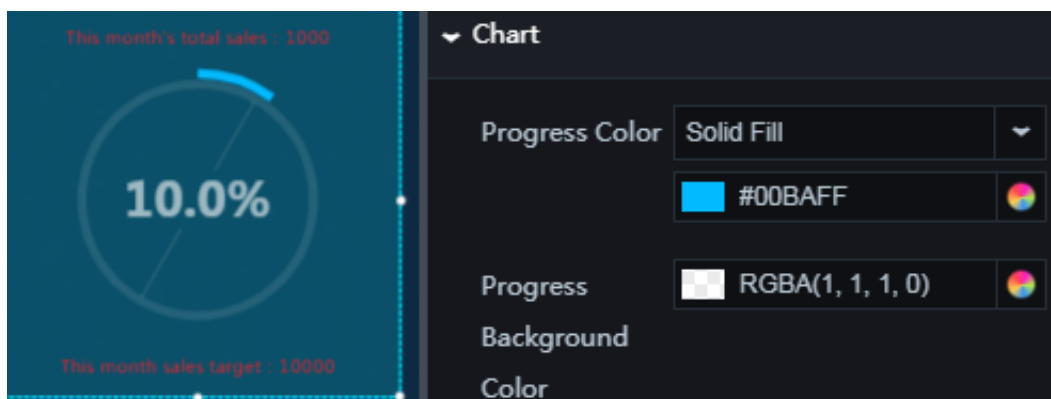 This month's total sales : 1000
10.0%
This month sales target : 10000
Chart
Progress Color
Solid Fill
#00BAFF
Progress
Background
Color
RGBA(1, 1, 1, 0)